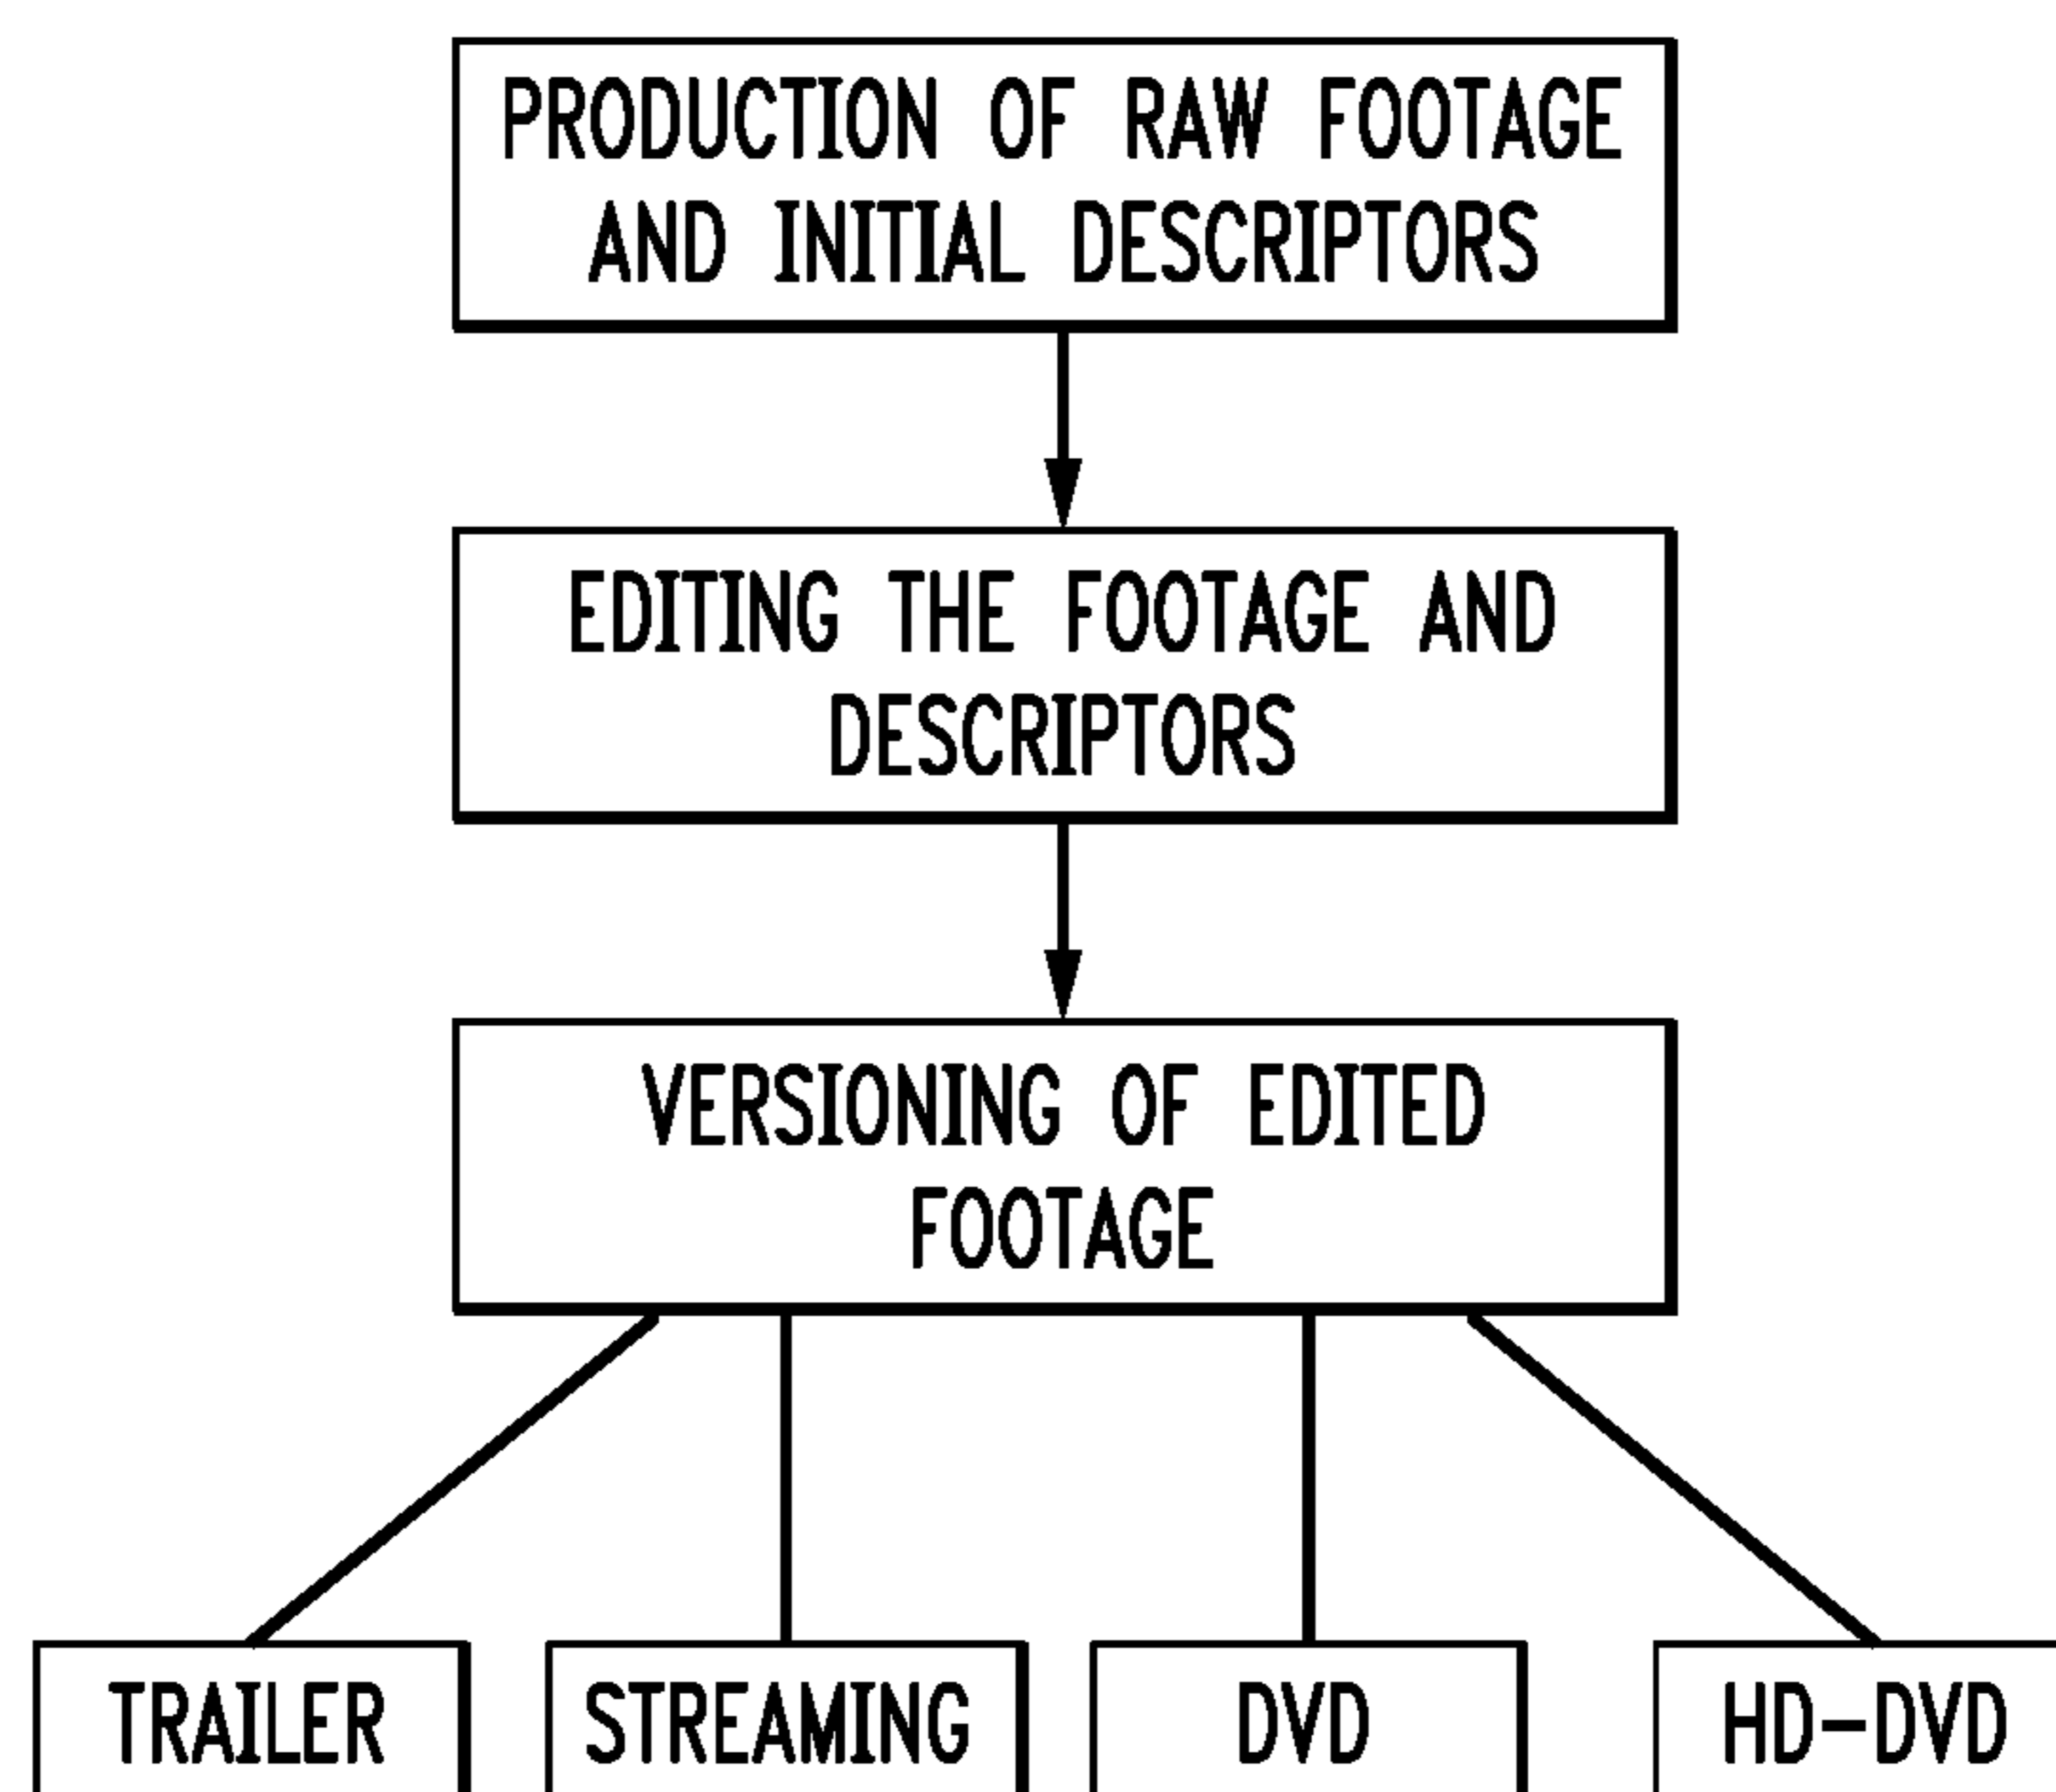 PRODUCTION OF RAW FOOTAGE
AND INITIAL DESCRIPTORS
EDITING THE FOOTAGE AND
DESCRIPTORS
VERSIONING OF EDITED
FOOTAGE
TRAILER
STREAMING
DVD
HD-DVD